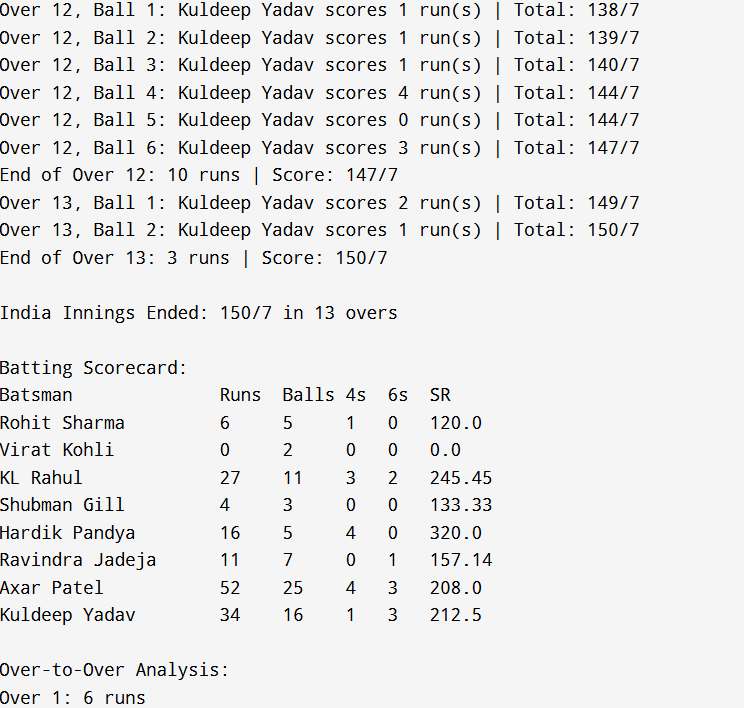 Over 12, Ball 1: Kuldeep Yadav scores 1 run(s) | Total: 138/7
Over 12, Ball 2: Kuldeep Yadav scores 1 run(s) | Total: 139/7
Over 12, Ball 3: Kuldeep Yadav scores 1 run(s) | Total: 140/7
Over 12, Ball 4: Kuldeep Yadav scores 4 run(s) | Total: 144/7
Over 12, Ball 5: Kuldeep Yadav scores 0 run(s) | Total: 144/7
Over 12, Ball 6: Kuldeep Yadav scores 3 run(s) | Total: 147/7
End of Over 12: 10 runs | Score: 147/7
Over 13, Ball 1: Kuldeep Yadav scores 2 run(s) | Total: 149/7
Over 13, Ball 2: Kuldeep Yadav scores 1 run(s) | Total: 150/7
End of Over 13: 3 runs | Score: 150/7
India Innings Ended: 150/7 in 13 overs
Batting Scorecard:
Batsman Runs Balls 4s 6s SR
Rohit Sharma 6 5 1 0 120.0
Virat Kohli 0 2 0 0 0.0
KL Rahul 27 11 3 2 245.45
Shubman Gill 4 3 0 0 133.33
Hardik Pandya 16 5 4 0 320.0
Ravindra Jadeja 11 7 0 1 157.14
Axar Patel 52 25 4 3 208.0
Kuldeep Yadav 34 16 1 3 212.5
Over-to-Over Analysis:
Over 1: 6 runs